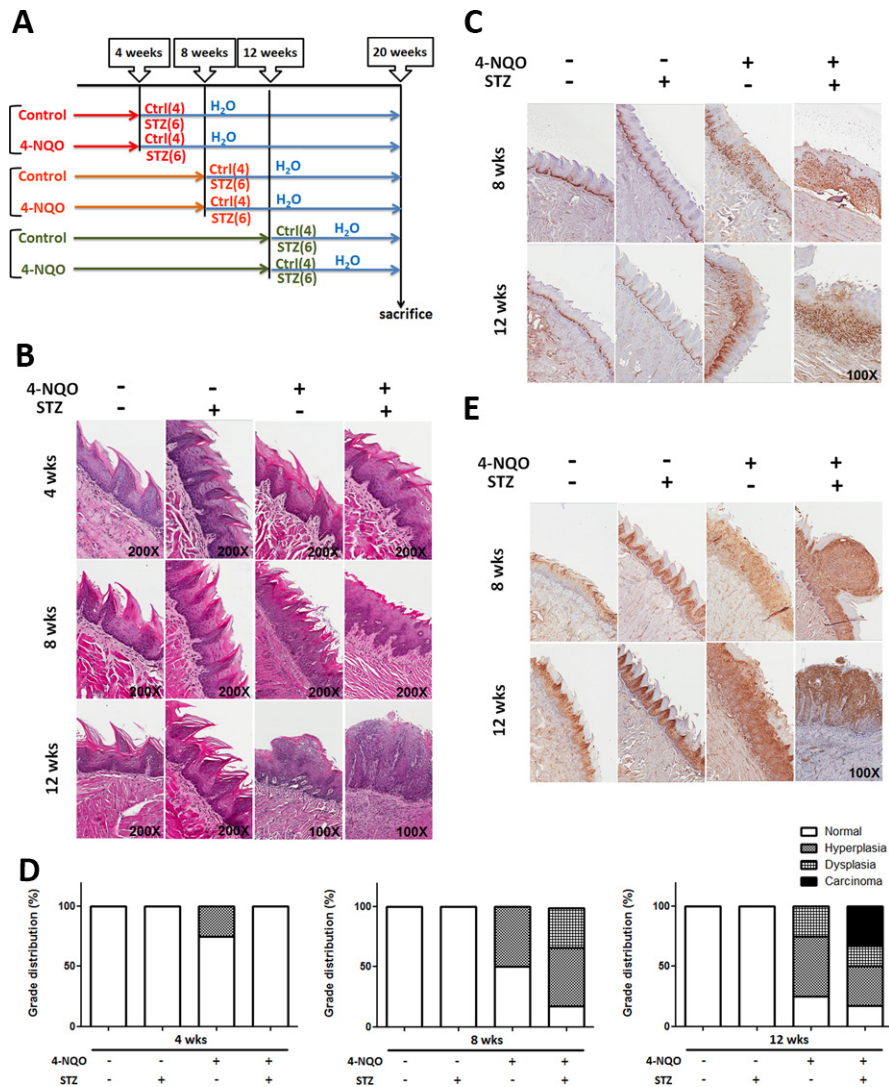 A
4 weeks 8 weeks 12 weeks 20 weeks
Control Ctrl(4) H2O
STZ(6)
4-NQO Ctrl(4) H2O
STZ(6)
Control Ctrl(4) H2O
STZ(6)
4-NQO Ctrl(4) H2O
STZ(6)
Control Ctrl(4) H2O
STZ(6)
4-NQO Ctrl(4) H2O
STZ(6)
sacrifice
B
4-NQO - - + +
STZ - + - +
4 wks
200X 200X 200X 200X
8 wks
200X 200X 200X 200X
12 wks
200X 200X 100X 100X
C
4-NQO - - + +
STZ - + - +
8 wks
12 wks
100X
E
4-NQO - - + +
STZ - + - +
8 wks
12 wks
100X
Normal
Hyperplasia
Dysplasia
Carcinoma
D
Grade distribution (%)
100
50
0
4 wks
4-NQO - - + +
STZ - + - +
Grade distribution (%)
100
50
0
8 wks
4-NQO - - + +
STZ - + - +
Grade distribution (%)
100
50
0
12 wks
4-NQO - - + +
STZ - + - +